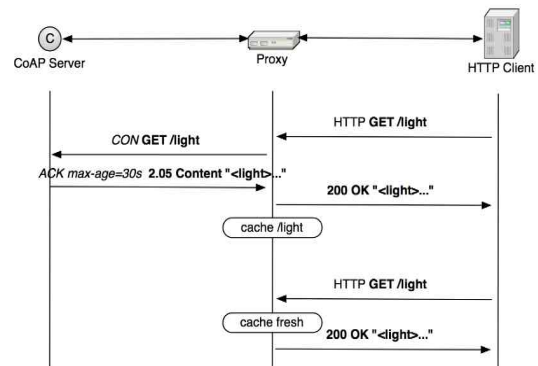 C
CoAP Server
Proxy
HTTP Client
HTTP GET /light
CON GET /light
ACK max-age=30s 2.05 Content "<light>..."
200 OK "<light>..."
cache /light
HTTP GET /light
cache fresh
200 OK "<light>..."